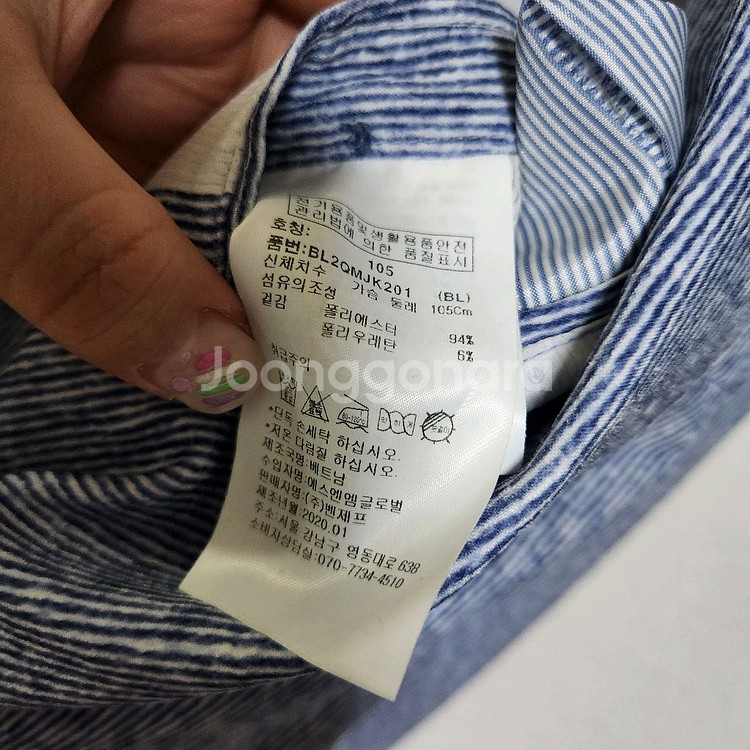 전기용품및생활용품안전
관리법에 의한 품질표시
호칭: 105
품번:BL2QMJK201 (BL)
신체치수 가슴 둘레 105Cm
섬유의조성
겉감 폴리에스터 94%
폴리우레탄 6%
취급주의
Joonggonara
80~120℃
약하게
*단독 손세탁 하십시오.
*저온 다림질 하십시오.
제조국명:베트남
수입자명:에스엔엠글로벌
판매자명:(주)벤제프
제조년월:2020.01
주소:서울 강남구 영동대로 638
소비자상담실:070-7734-4510